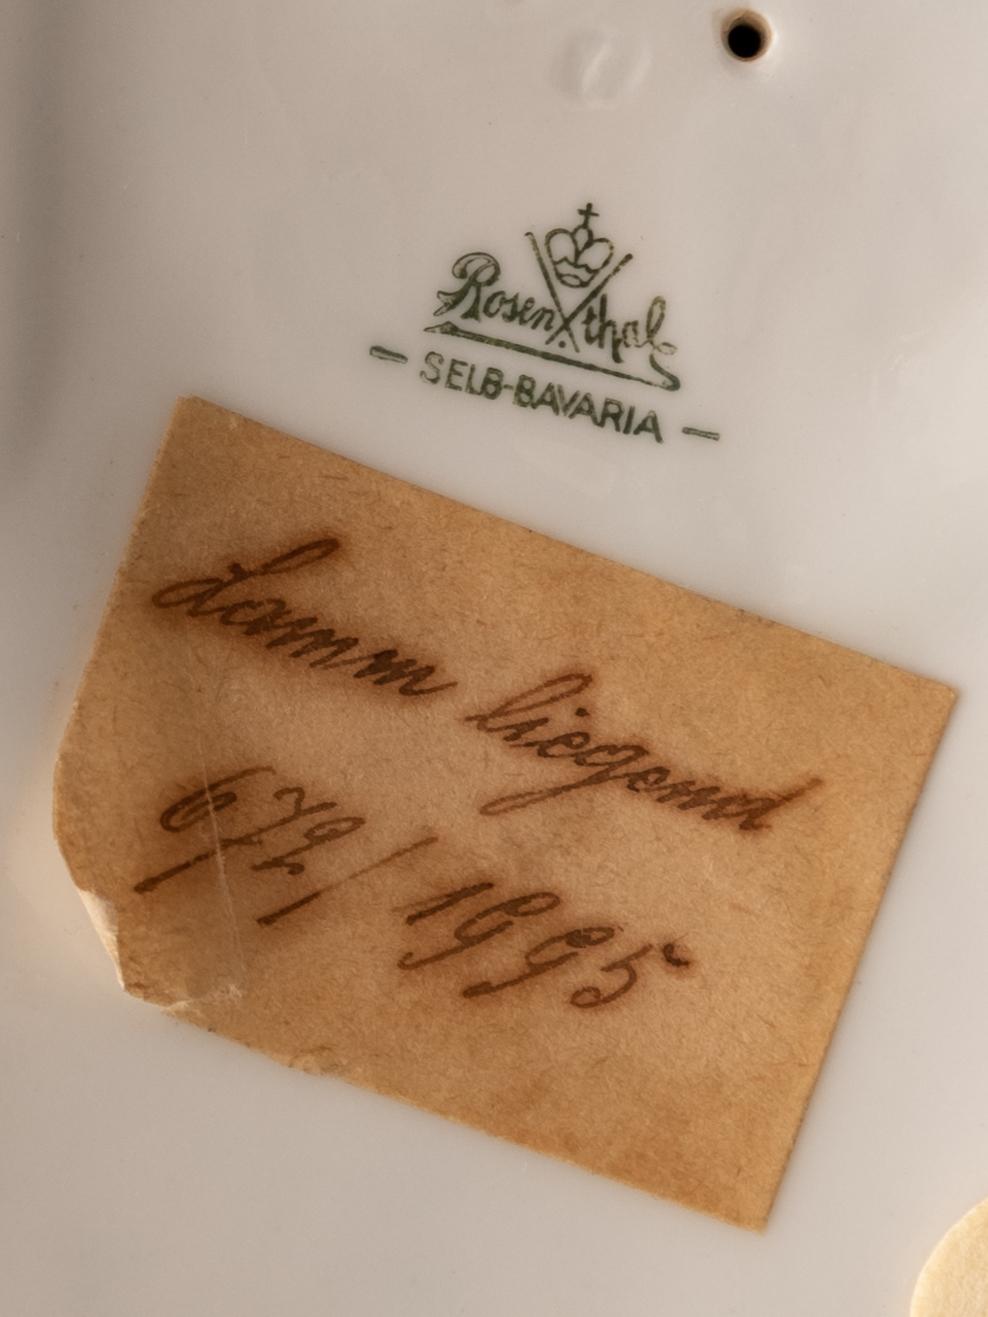 Rosenthal
SELB-BAVARIA
Lamm liegend
672/1995